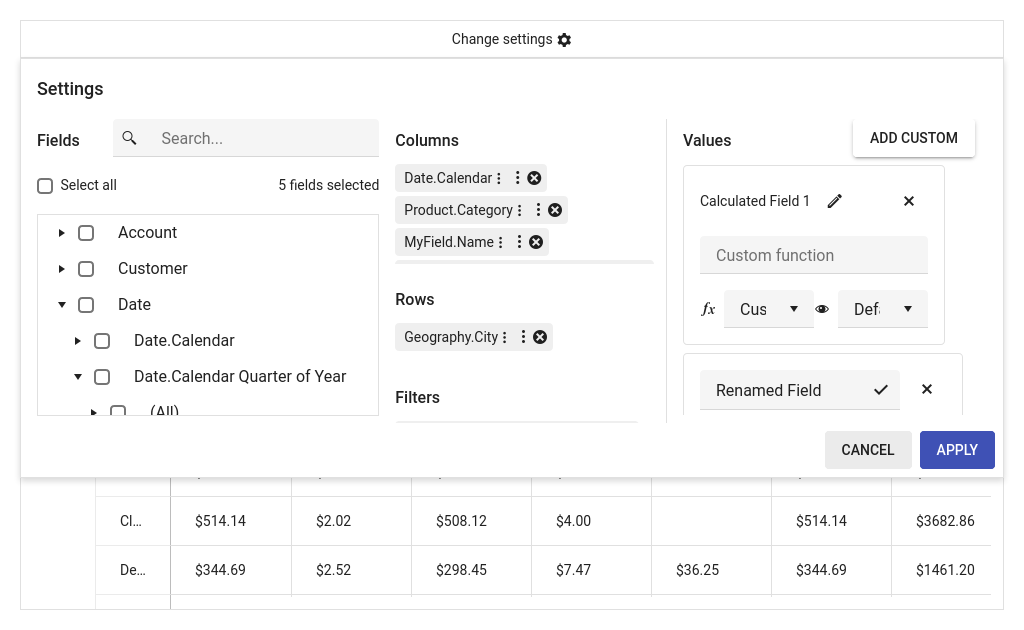 Change settings
Settings
Fields
Search...
Select all
5 fields selected
Account
Customer
Date
Date.Calendar
Date.Calendar Quarter of Year
(All)
Columns
Date.Calendar
Product.Category
MyField.Name
Rows
Geography.City
Filters
Values
ADD CUSTOM
Calculated Field 1
Custom function
fx
Cus
Def
Renamed Field
CANCEL
APPLY
Cl... $514.14 $2.02 $508.12 $4.00 $514.14 $3682.86
De... $344.69 $2.52 $298.45 $7.47 $36.25 $344.69 $1461.20